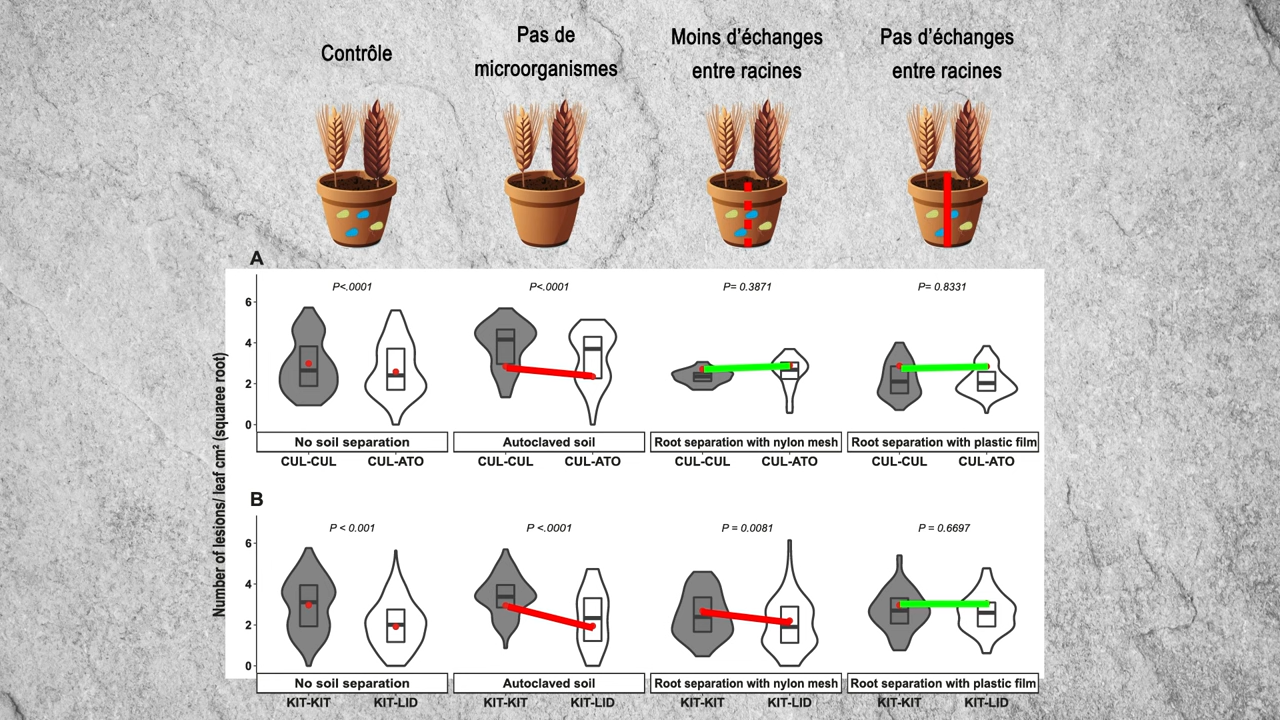 Contrôle
Pas de
microorganismes
Moins d’échanges
entre racines
Pas d’échanges
entre racines
A
Number of lesions/ leaf cm² (squaree root)
6
4
2
0
P<.0001
P<.0001
P= 0.3871
P= 0.8331
No soil separation
Autoclaved soil
Root separation with nylon mesh
Root separation with plastic film
CUL-CUL
CUL-ATO
CUL-CUL
CUL-ATO
CUL-CUL
CUL-ATO
CUL-CUL
CUL-ATO
B
6
4
2
0
P < 0.001
P <.0001
P = 0.0081
P = 0.6697
No soil separation
Autoclaved soil
Root separation with nylon mesh
Root separation with plastic film
KIT-KIT
KIT-LID
KIT-KIT
KIT-LID
KIT-KIT
KIT-LID
KIT-KIT
KIT-LID